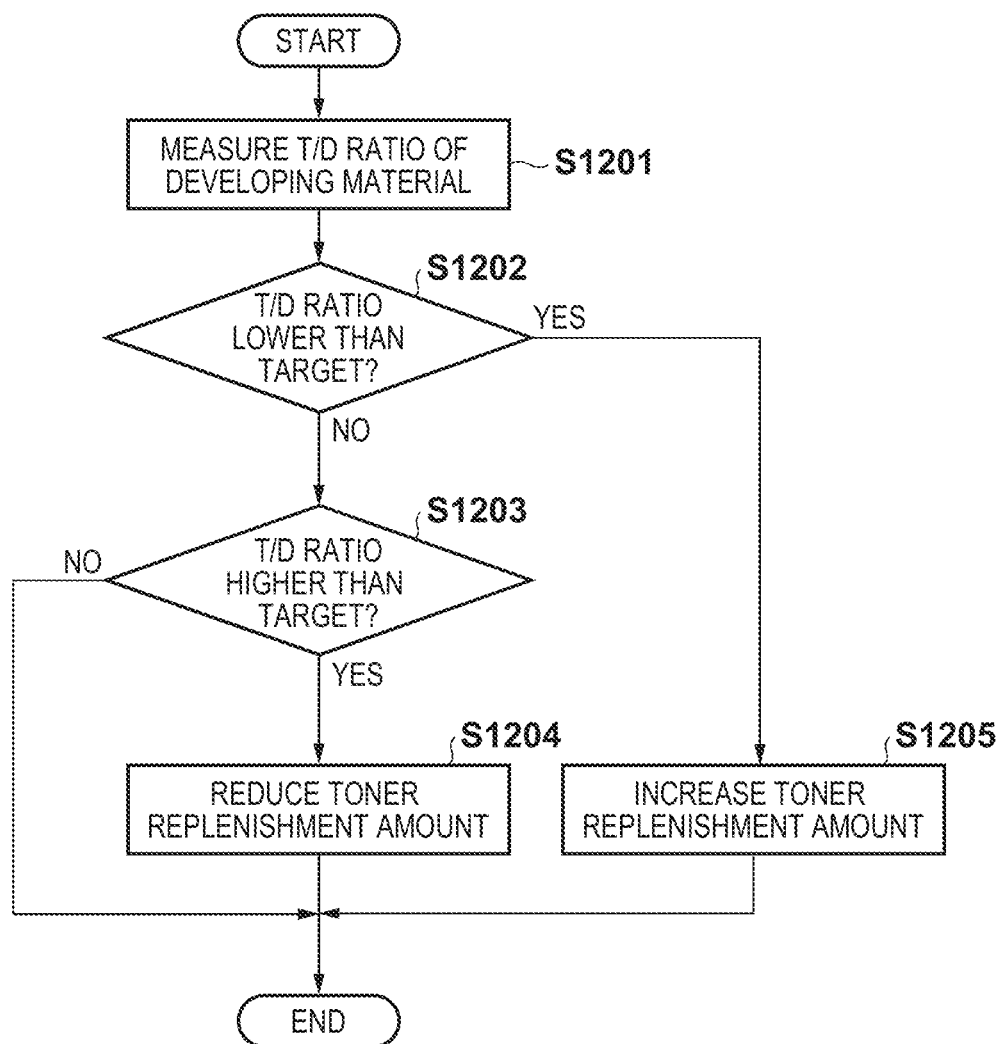 START
MEASURE T/D RATIO OF
DEVELOPING MATERIAL
S1201
S1202
T/D RATIO
LOWER THAN
TARGET?
YES
NO
S1203
T/D RATIO
HIGHER THAN
TARGET?
NO
YES
S1204
REDUCE TONER
REPLENISHMENT AMOUNT
S1205
INCREASE TONER
REPLENISHMENT AMOUNT
END